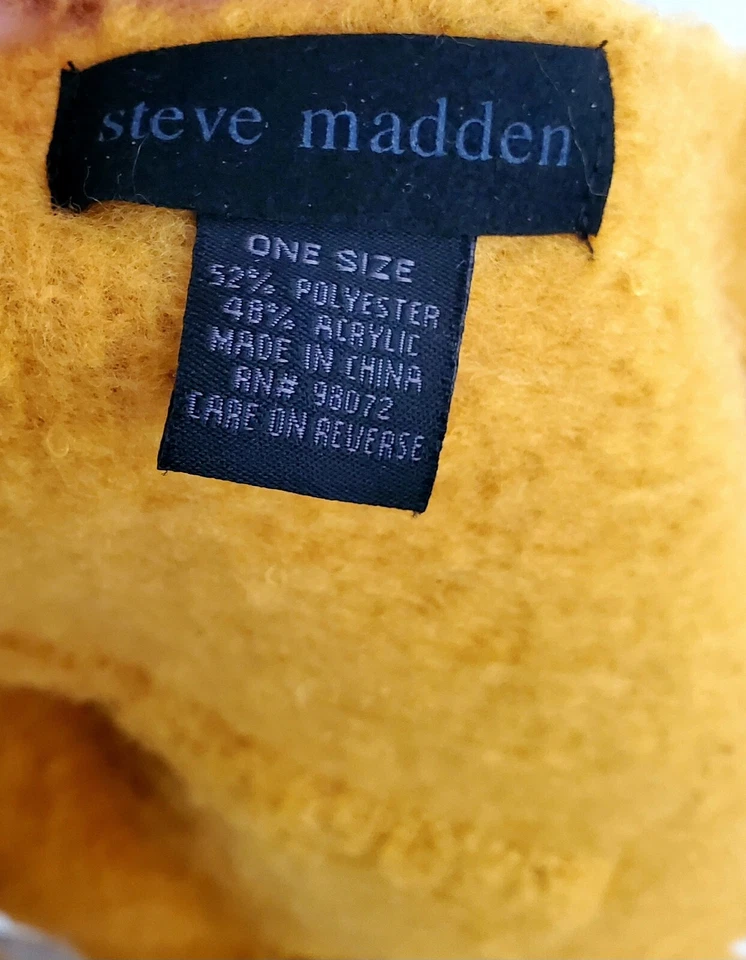 steve madden
ONE SIZE
52% POLYESTER
48% ACRYLIC
MADE IN CHINA
RN# 98072
CARE ON REVERSE